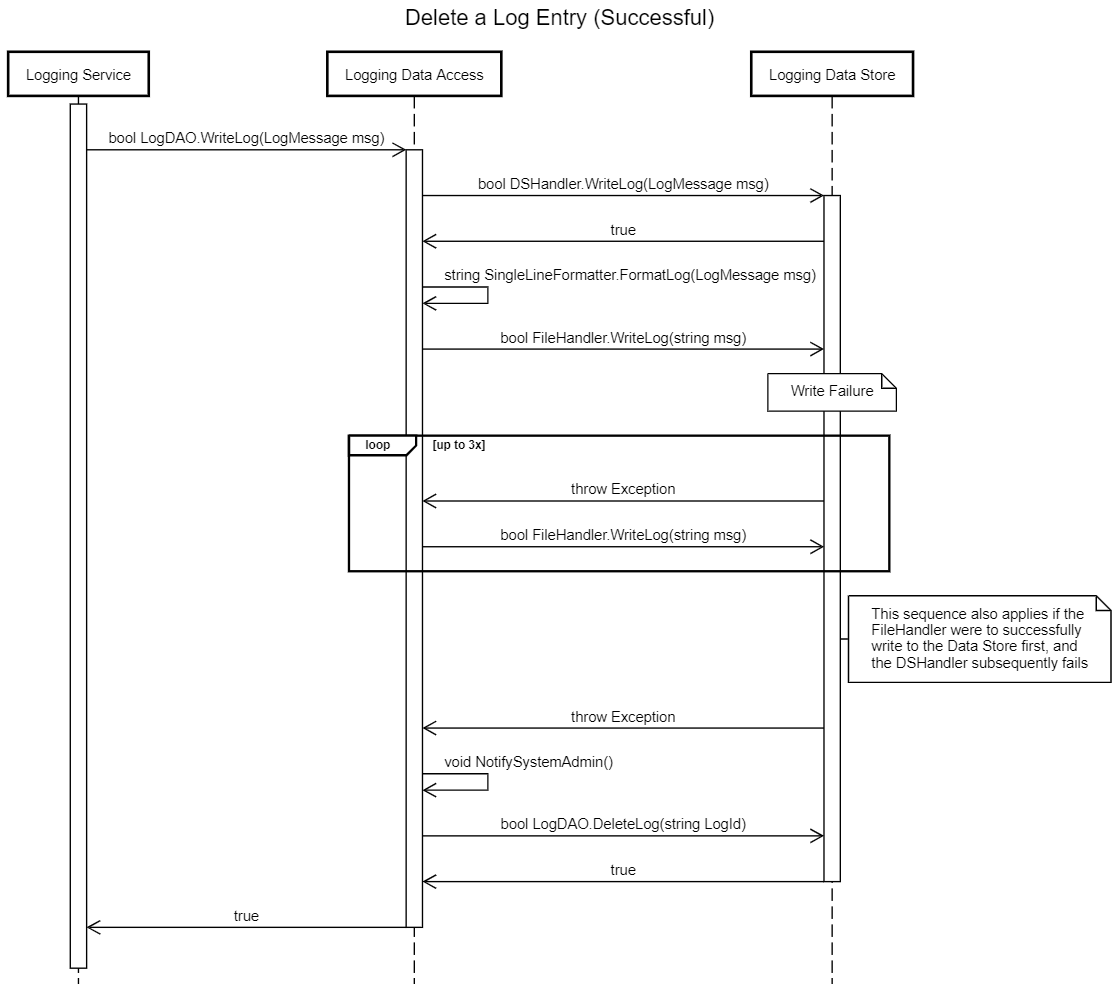 Delete a Log Entry (Successful)
Logging Service
Logging Data Access
Logging Data Store
bool LogDAO.WriteLog(LogMessage msg)
bool DSHandler.WriteLog(LogMessage msg)
true
string SingleLineFormatter.FormatLog(LogMessage msg)
bool FileHandler.WriteLog(string msg)
Write Failure
loop
[up to 3x]
throw Exception
bool FileHandler.WriteLog(string msg)
This sequence also applies if the
FileHandler were to successfully
write to the Data Store first, and
the DSHandler subsequently fails
throw Exception
void NotifySystemAdmin()
bool LogDAO.DeleteLog(string LogId)
true
true